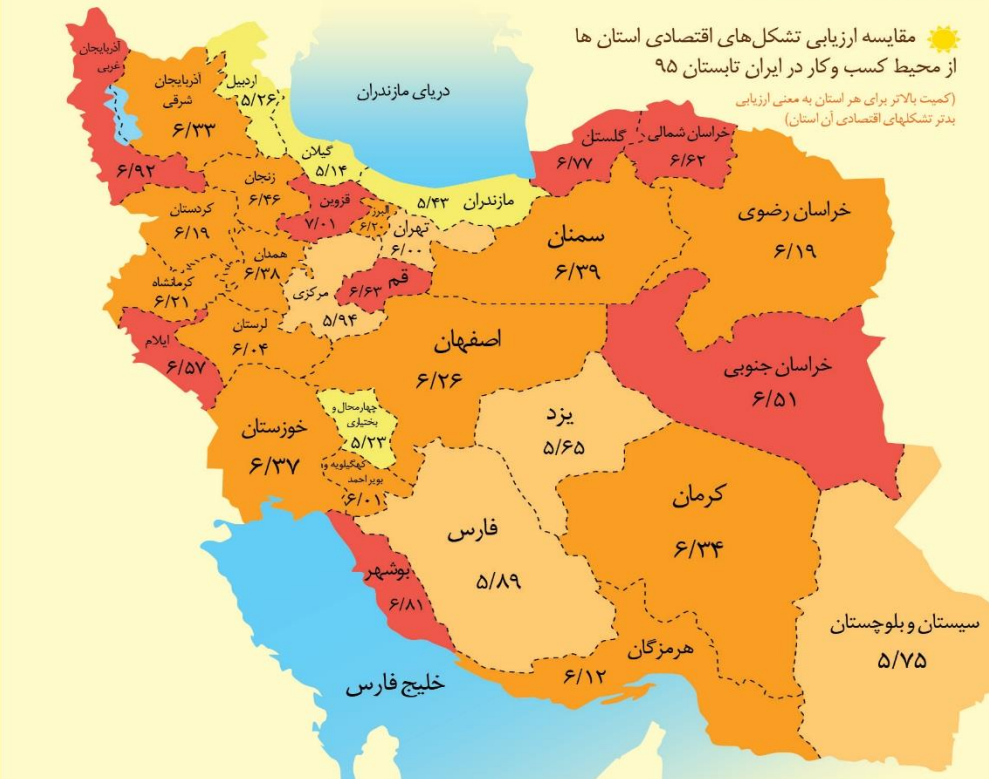 مقایسه ارزیابی تشکل‌های اقتصادی استان ها
از محیط کسب وکار در ایران تابستان ۹۵
(کمیت بالاتر برای هر استان به معنی ارزیابی
بدتر تشکلهای اقتصادی آن استان)
دریای مازندران
آذربایجان
غربی
۶/۹۲
آذربایجان
شرقی
۶/۳۳
اردبیل
۵/۲۶
گیلان
۵/۱۴
مازندران
۵/۴۳
گلستان
۶/۷۷
خراسان شمالی
۶/۶۲
خراسان رضوی
۶/۱۹
زنجان
۶/۴۶
قزوین
۷/۰۱
البرز
۶/۲۰
تهران
۶/۰۰
سمنان
۶/۳۹
کردستان
۶/۱۹
همدان
۶/۳۸
کرمانشاه
۶/۲۱
مرکزی
۵/۹۴
قم
۶/۶۳
لرستان
۶/۰۴
ایلام
۶/۵۷
اصفهان
۶/۲۶
خراسان جنوبی
۶/۵۱
یزد
۵/۶۵
چهارمحال و
بختیاری
۵/۲۳
خوزستان
۶/۳۷
کهگیلویه و
بویر احمد
۶/۰۱
فارس
۵/۸۹
کرمان
۶/۳۴
بوشهر
۶/۸۱
هرمزگان
۶/۱۲
سیستان و بلوچستان
۵/۷۵
خلیج فارس